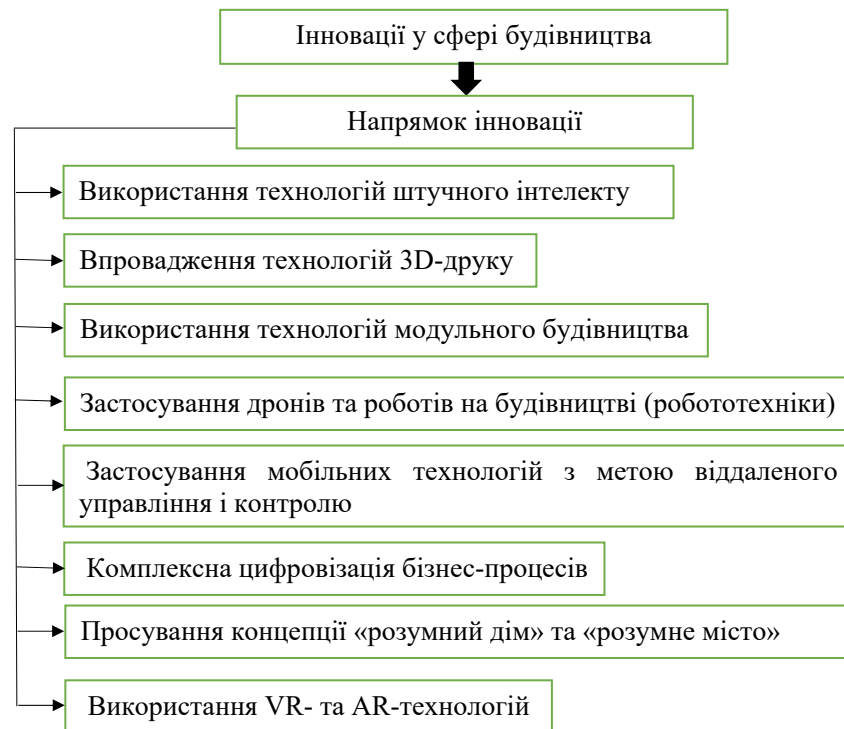 Інновації у сфері будівництва
Напрямок інновації
Використання технологій штучного інтелекту
Впровадження технологій 3D-друку
Використання технологій модульного будівництва
Застосування дронів та роботів на будівництві (робототехніки)
Застосування мобільних технологій з метою віддаленого
управління і контролю
Комплексна цифровізація бізнес-процесів
Просування концепції «розумний дім» та «розумне місто»
Використання VR- та AR-технологій